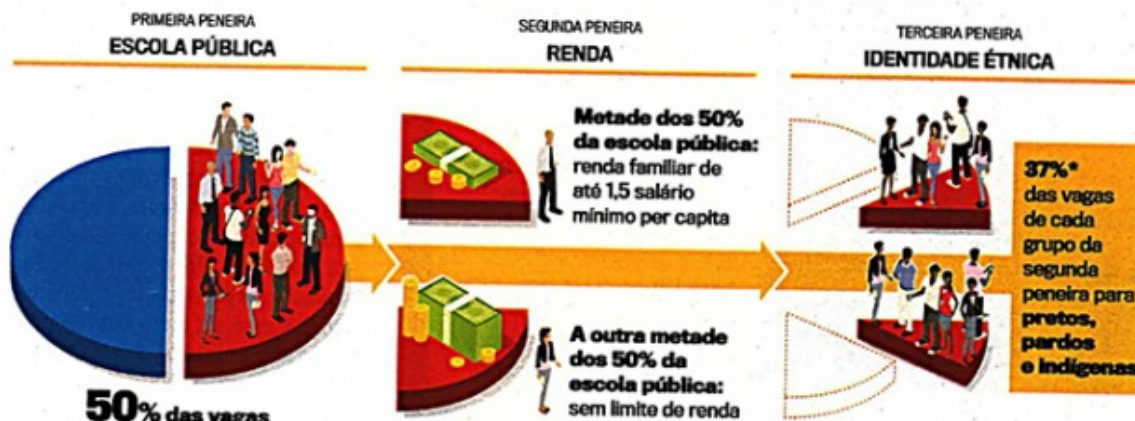 PRIMEIRA PENEIRA
ESCOLA PÚBLICA
50% das vagas
SEGUNDA PENEIRA
RENDA
Metade dos 50%
da escola pública:
renda familiar de
até 1,5 salário
mínimo per capita
A outra metade
dos 50% da
escola pública:
sem limite de renda
TERCEIRA PENEIRA
IDENTIDADE ÉTNICA
37%*
das vagas
de cada
grupo da
segunda
peneira para
pretos,
pardos
e indígenas